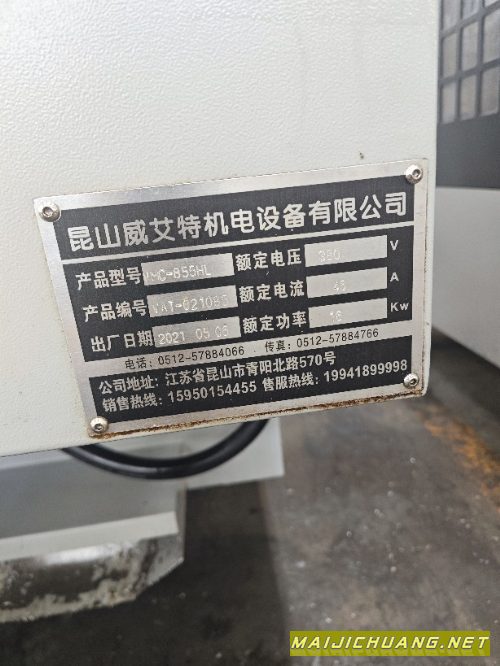 昆山威艾特机电设备有限公司
产品型号 VMC-855HL 额定电压 380 V
产品编号 额定电流 45 A
出厂日期 2021 05 06 额定功率 Kw
电话: 0512-57884066 传真: 0512-57884766
公司地址: 江苏省昆山市青阳北路570号
销售热线: 15950154455 售服热线: 19941899998
MAIJICHUANG.NET